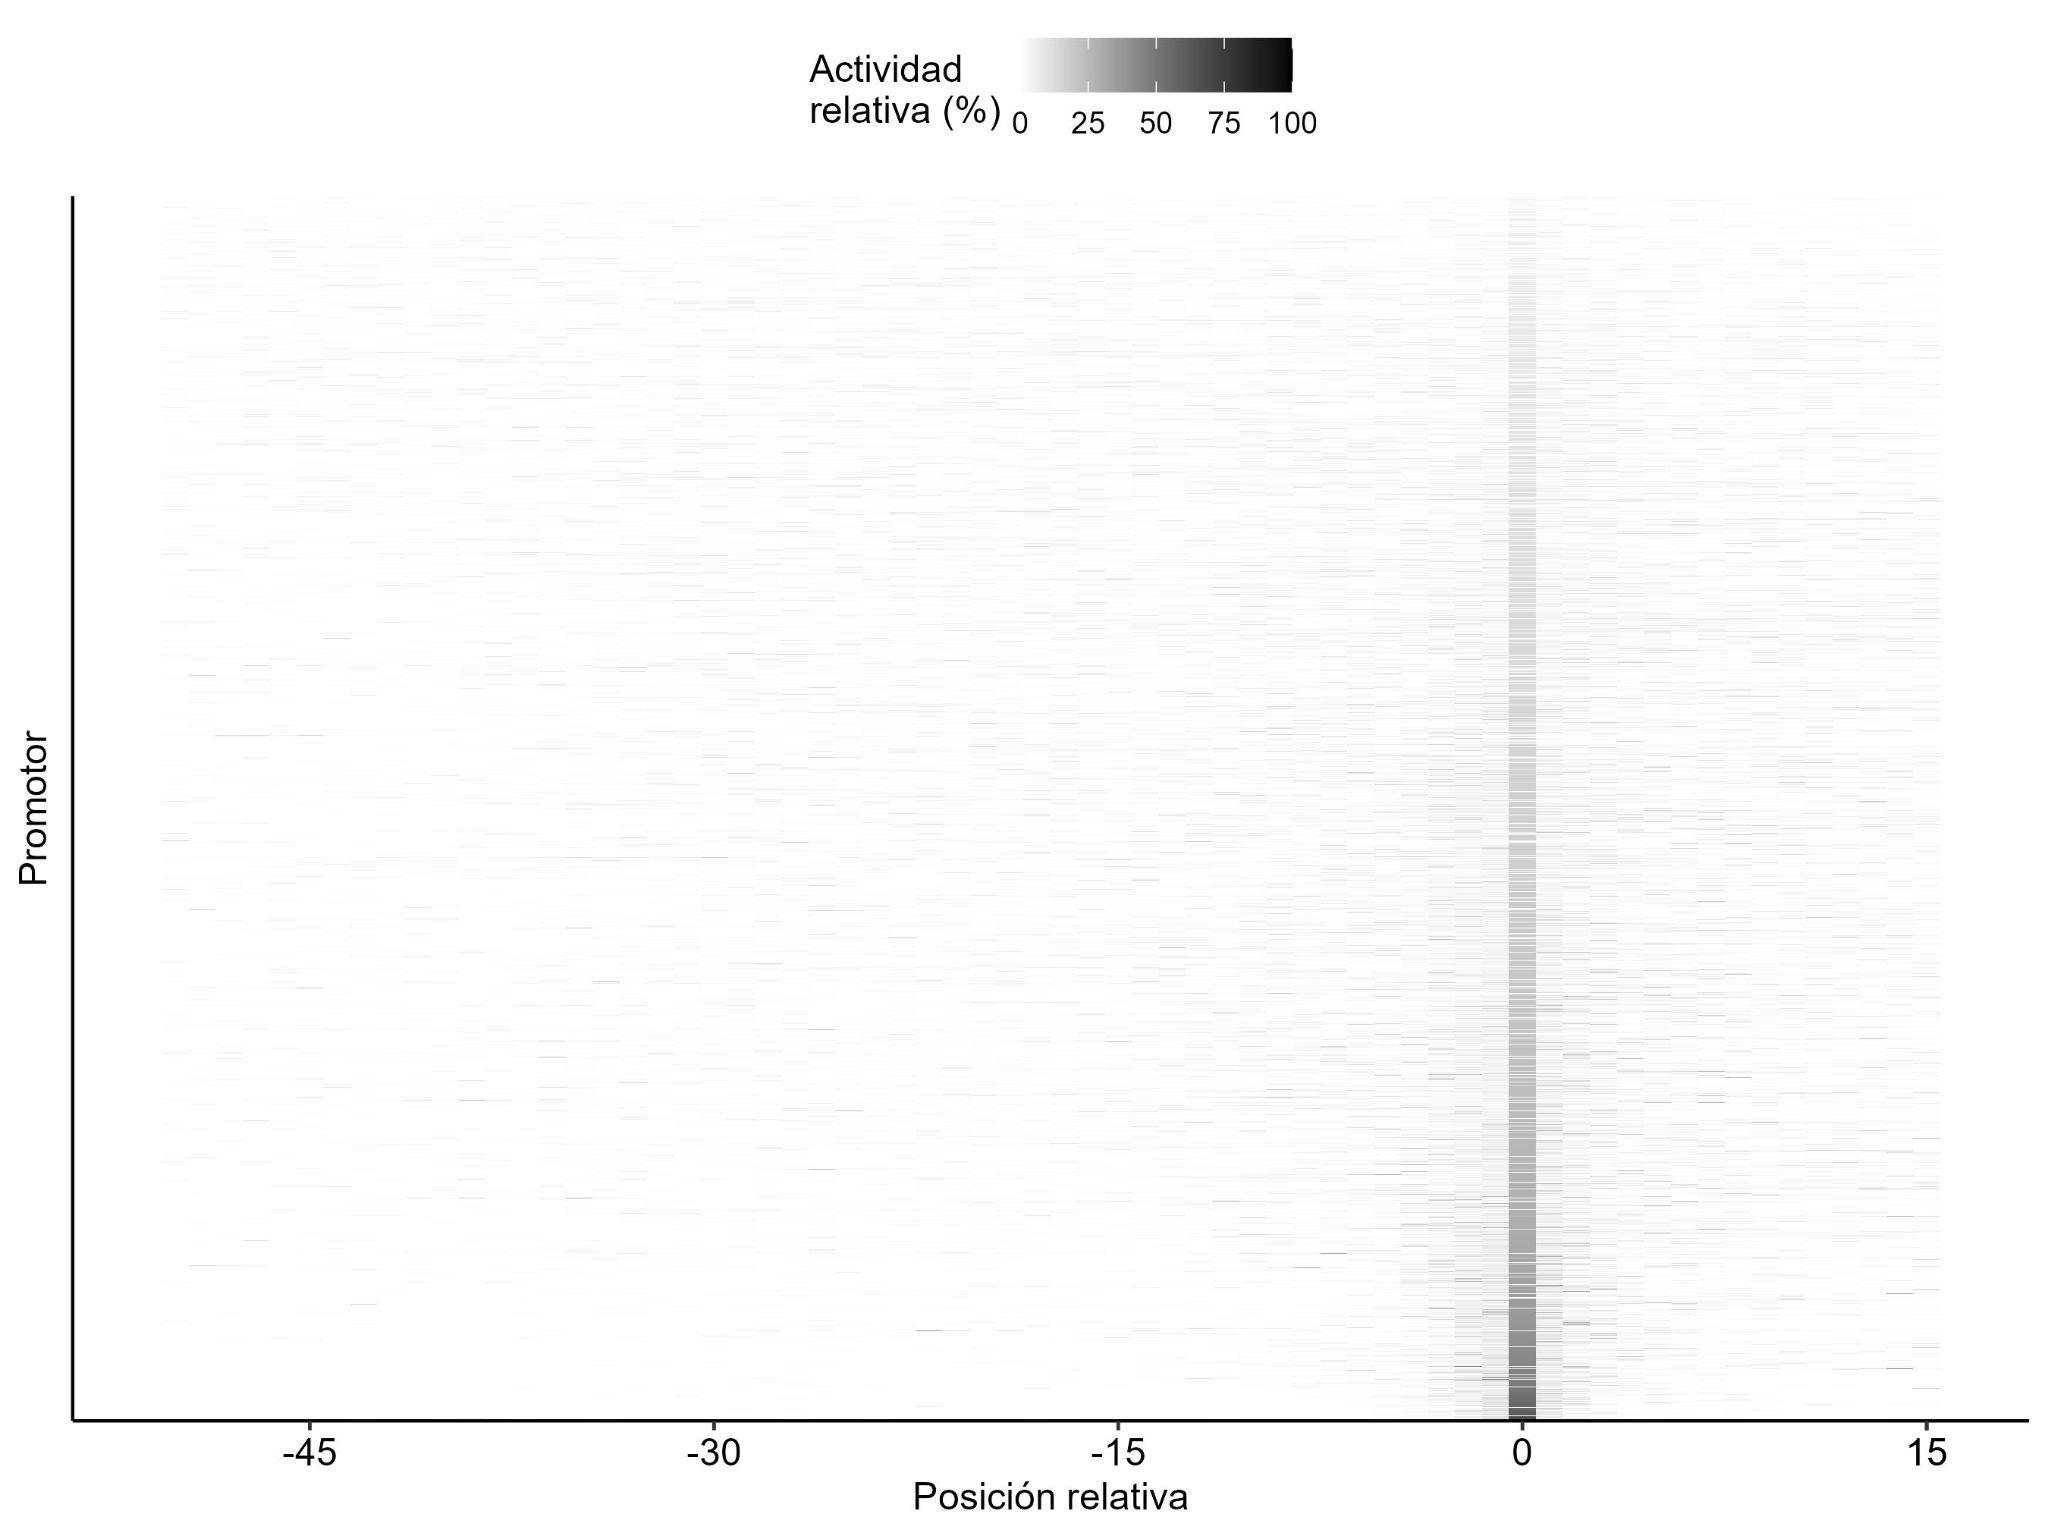 Actividad
relativa (%)
0 25 50 75 100
Promotor
-45 -30 -15 0 15
Posición relativa